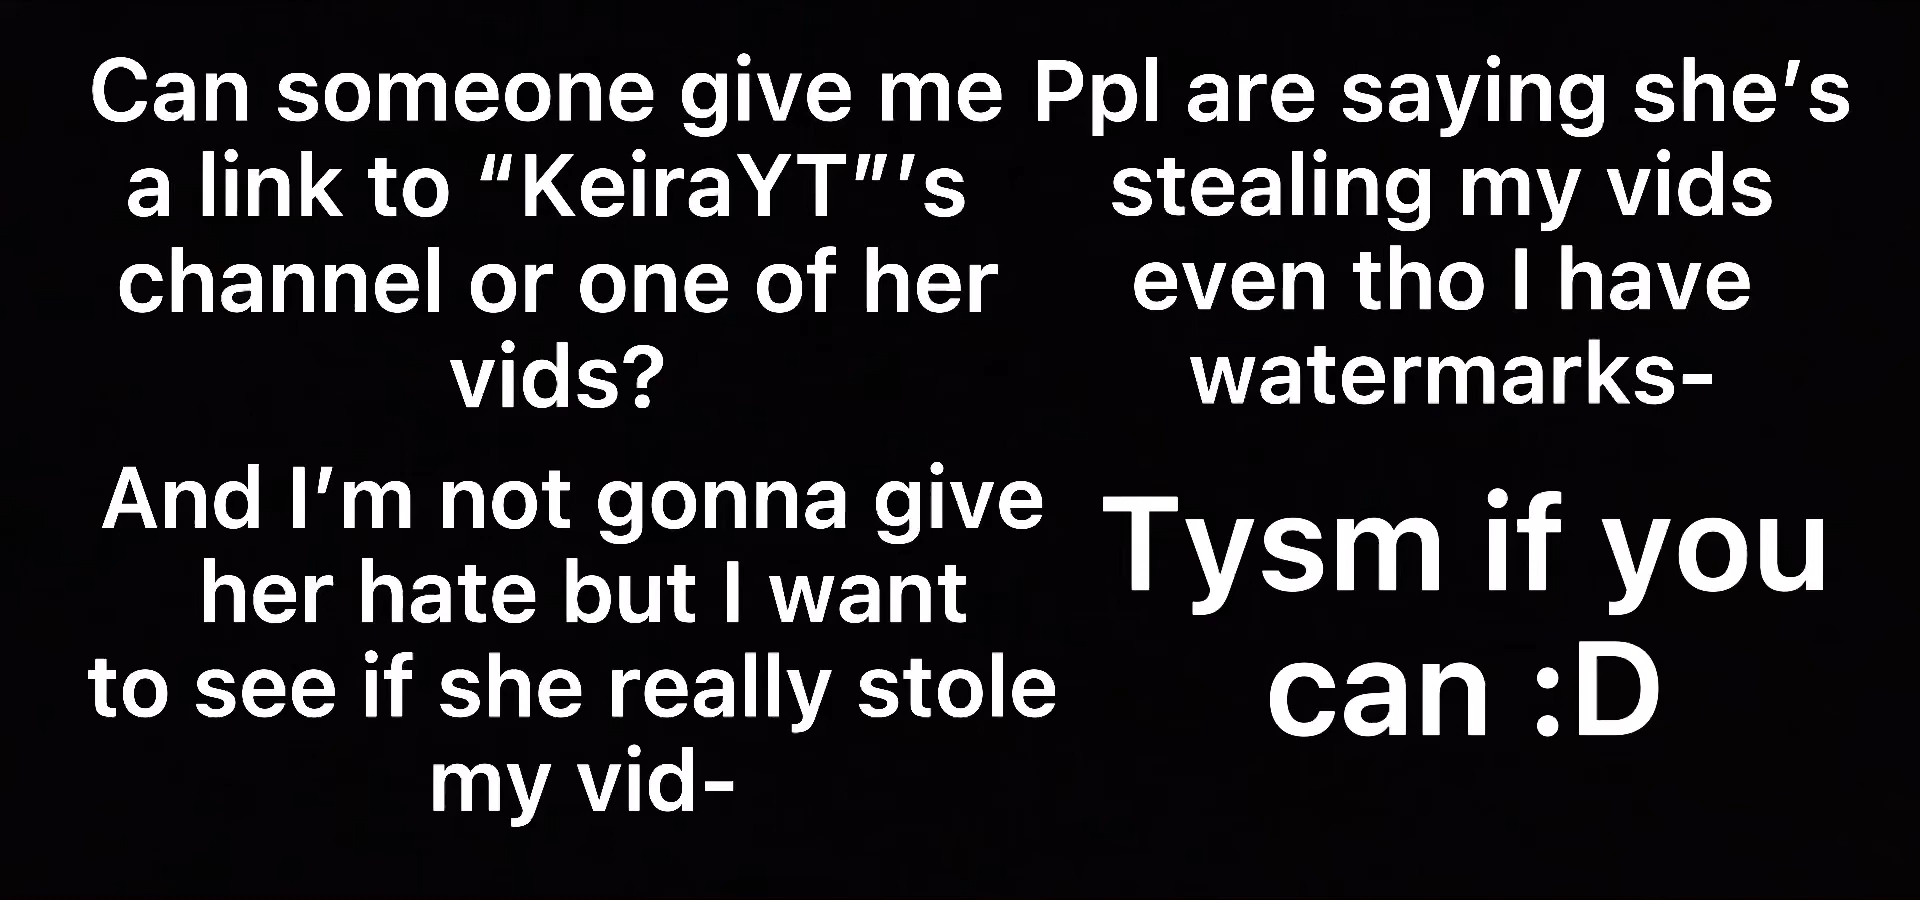 Can someone give me
a link to “KeiraYT”’s
channel or one of her
vids?
Ppl are saying she’s
stealing my vids
even tho I have
watermarks-
And I’m not gonna give
her hate but I want
to see if she really stole
my vid-
Tysm if you
can :D